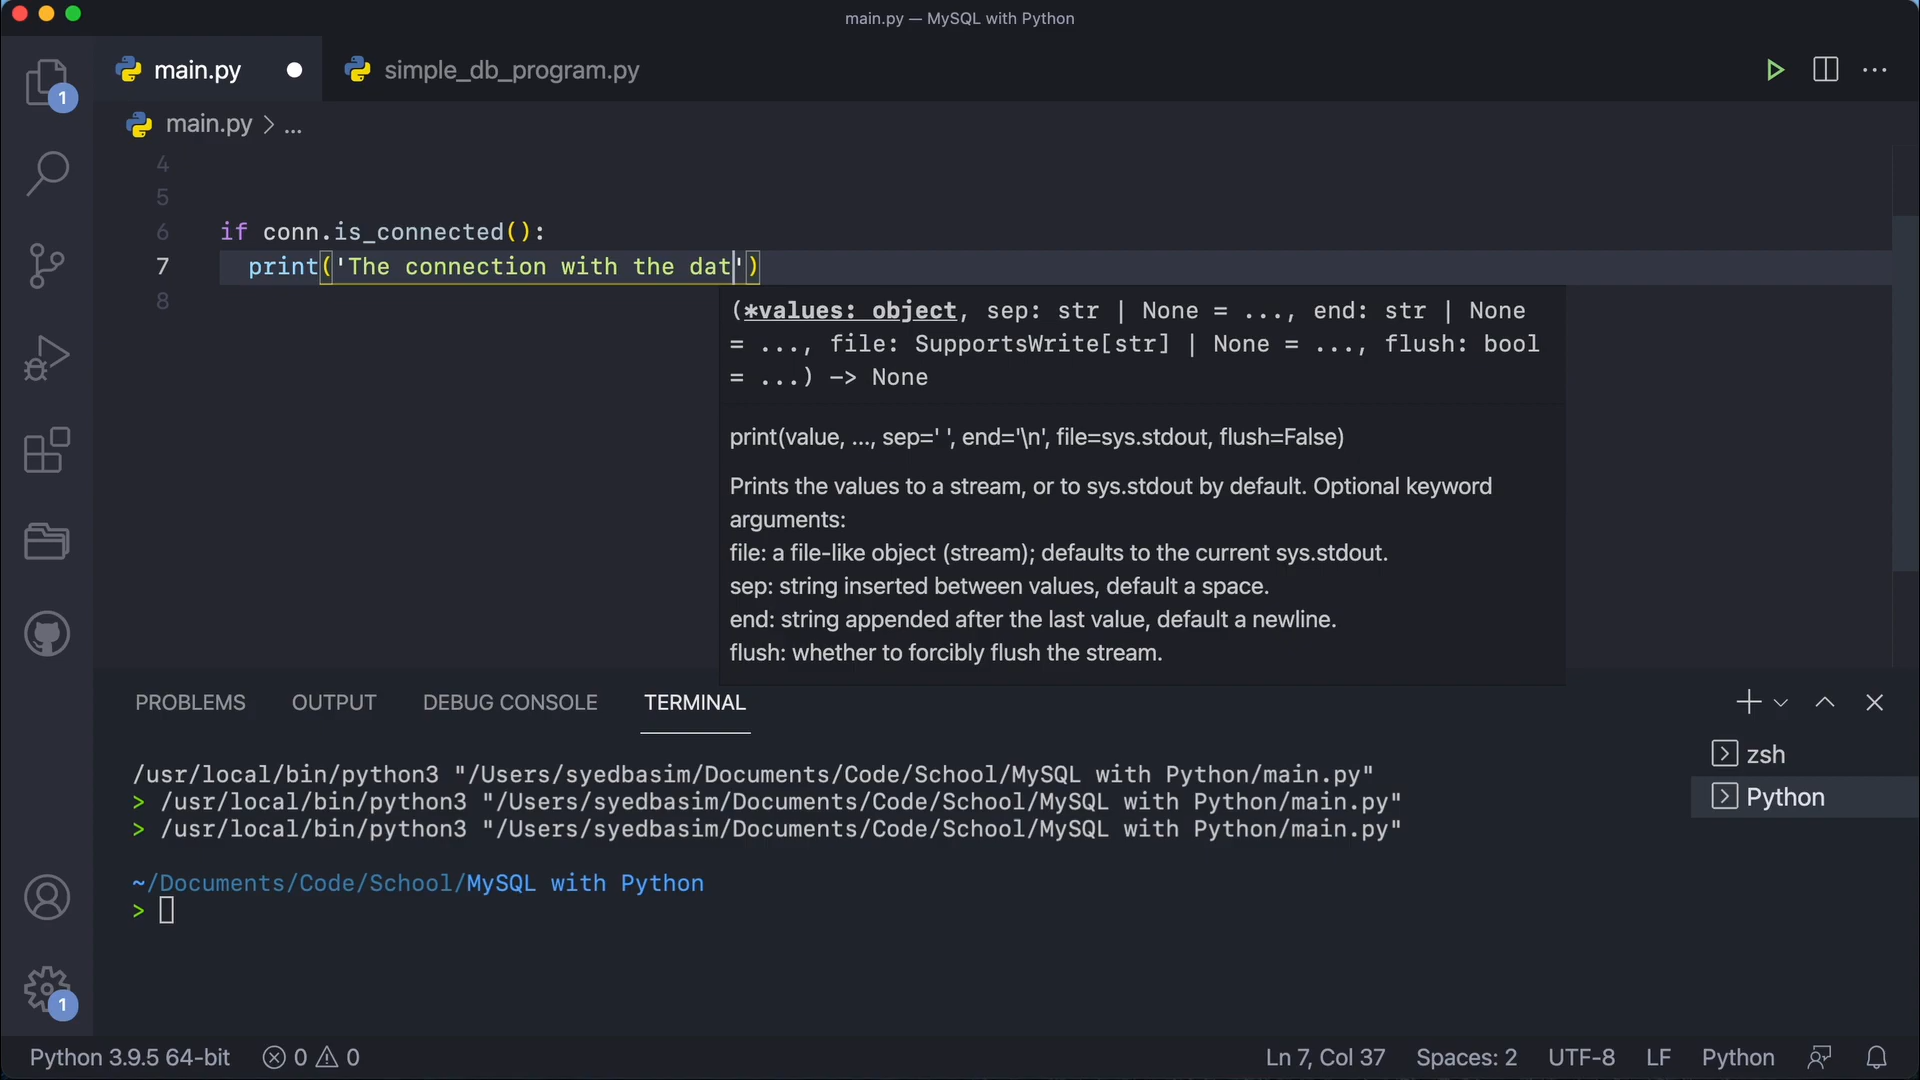 main.py — MySQL with Python
main.py
simple_db_program.py
1
main.py > ...
4
5
6 if conn.is_connected():
7 print('The connection with the dat')
8
(*values: object, sep: str | None = ..., end: str | None
= ..., file: SupportsWrite[str] | None = ..., flush: bool
= ...) -> None
print(value, ..., sep=' ', end='\n', file=sys.stdout, flush=False)
Prints the values to a stream, or to sys.stdout by default. Optional keyword
arguments:
file: a file-like object (stream); defaults to the current sys.stdout.
sep: string inserted between values, default a space.
end: string appended after the last value, default a newline.
flush: whether to forcibly flush the stream.
PROBLEMS OUTPUT DEBUG CONSOLE TERMINAL
/usr/local/bin/python3 "/Users/syedbasim/Documents/Code/School/MySQL with Python/main.py"
> /usr/local/bin/python3 "/Users/syedbasim/Documents/Code/School/MySQL with Python/main.py"
> /usr/local/bin/python3 "/Users/syedbasim/Documents/Code/School/MySQL with Python/main.py"
~/Documents/Code/School/MySQL with Python
>
zsh
Python
1
Python 3.9.5 64-bit 0 0 Ln 7, Col 37 Spaces: 2 UTF-8 LF Python